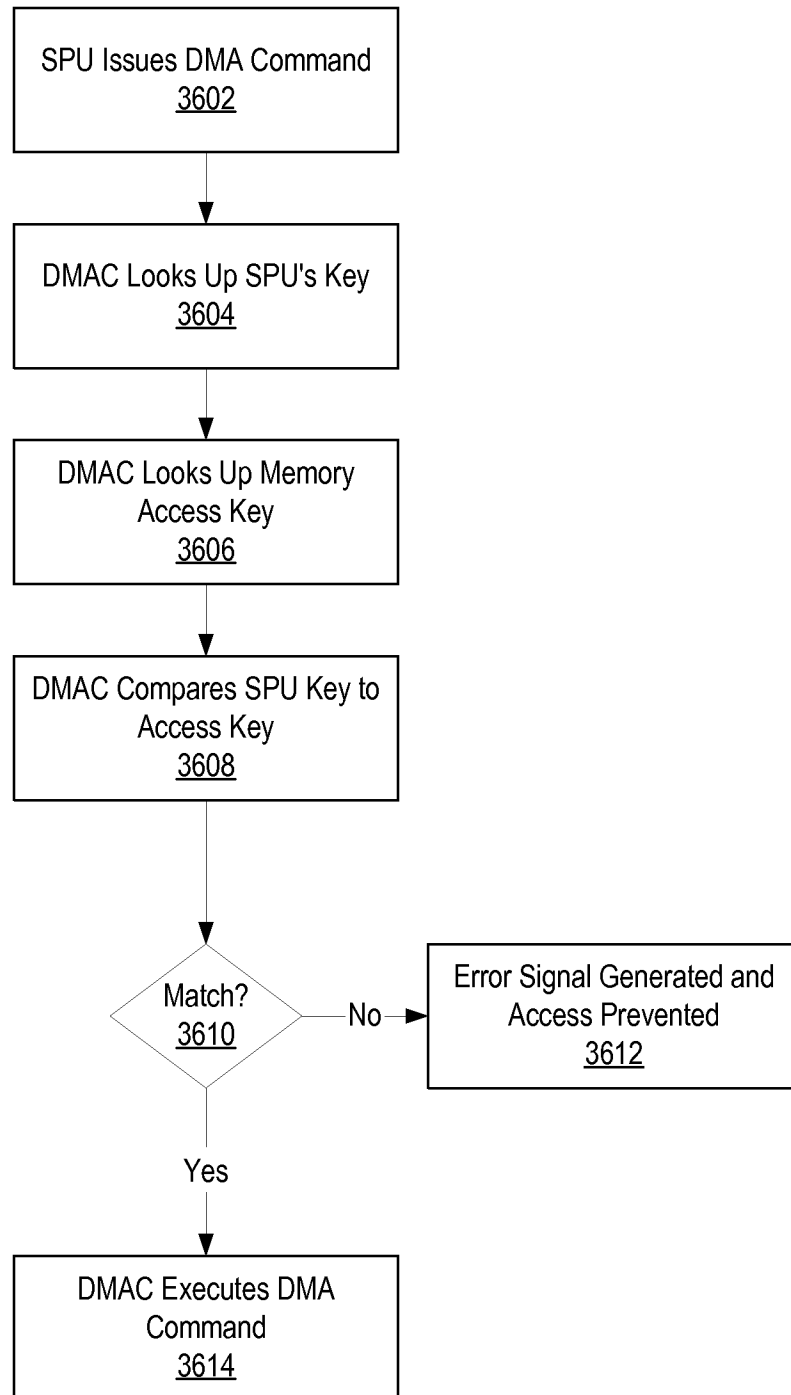 SPU Issues DMA Command
3602
DMAC Looks Up SPU's Key
3604
DMAC Looks Up Memory
Access Key
3606
DMAC Compares SPU Key to
Access Key
3608
Match?
3610
No
Error Signal Generated and
Access Prevented
3612
Yes
DMAC Executes DMA
Command
3614